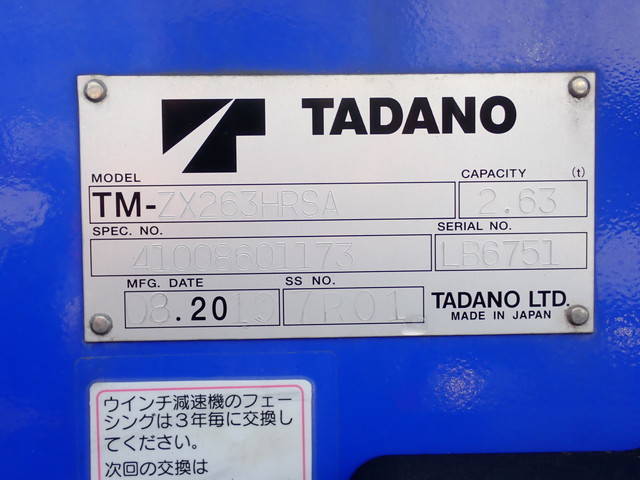 TADANO
MODEL
CAPACITY (t)
TM-ZX263HRSA
2.63
SPEC. NO.
SERIAL NO.
41008601173
LB6751
MFG. DATE
SS NO.
08.2019
7R01
TADANO LTD.
MADE IN JAPAN
ウインチ減速機のフェー
シングは3年毎に交換し
てください。
次回の交換は